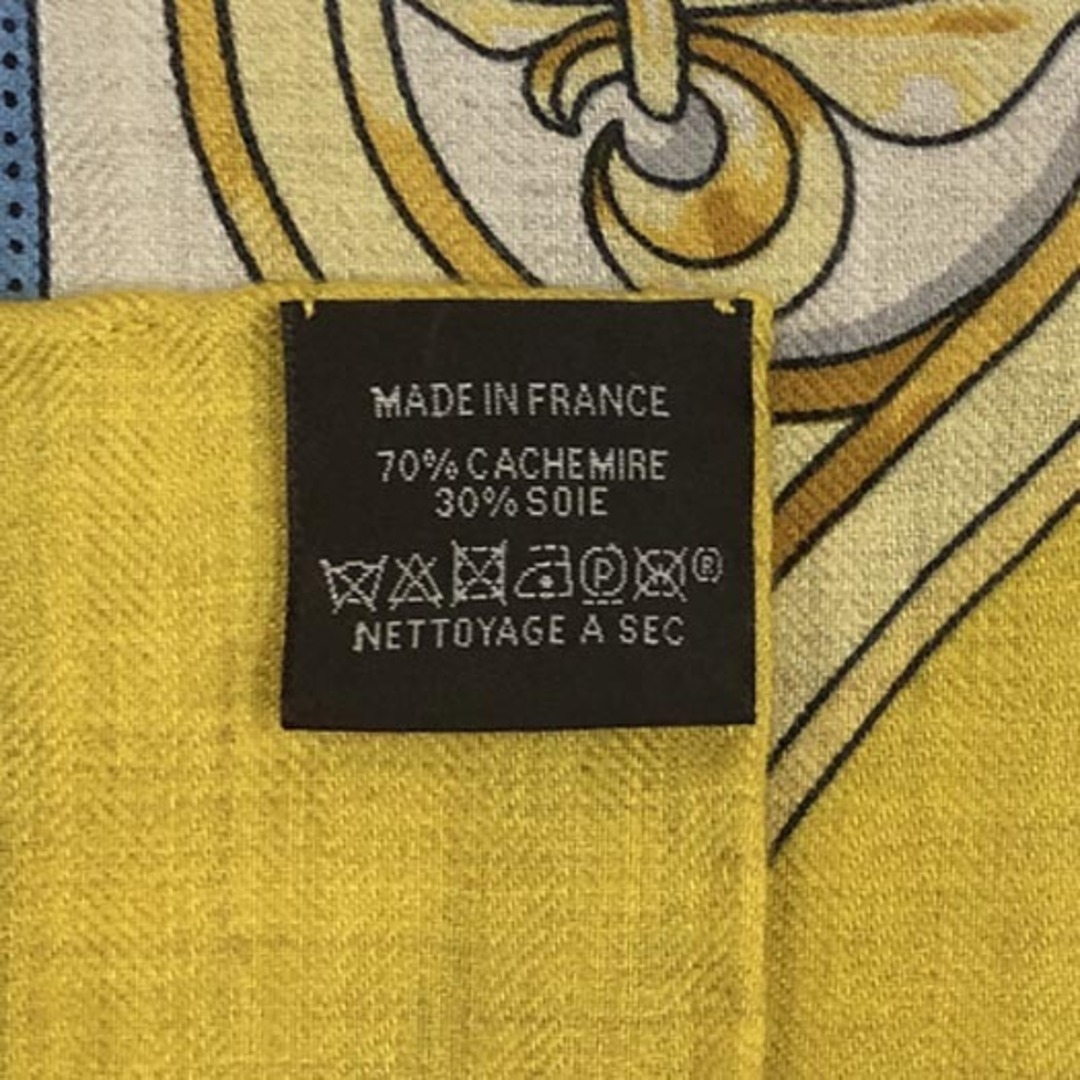 MADE IN FRANCE
70% CACHEMIRE
30% SOIE
P ®
NETTOYAGE A SEC